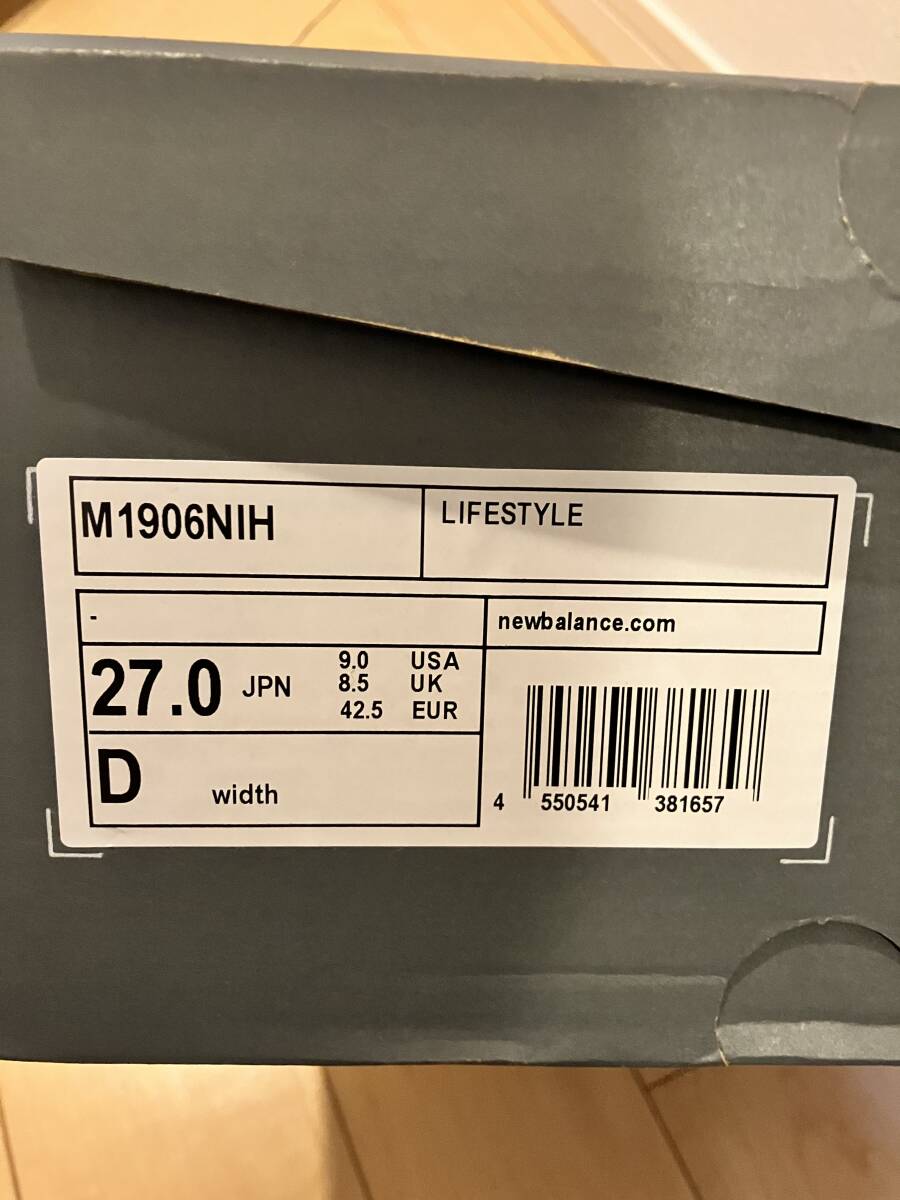 M1906NIH
LIFESTYLE
-
newbalance.com
27.0 JPN
9.0 USA
8.5 UK
42.5 EUR
D width
4 550541 381657